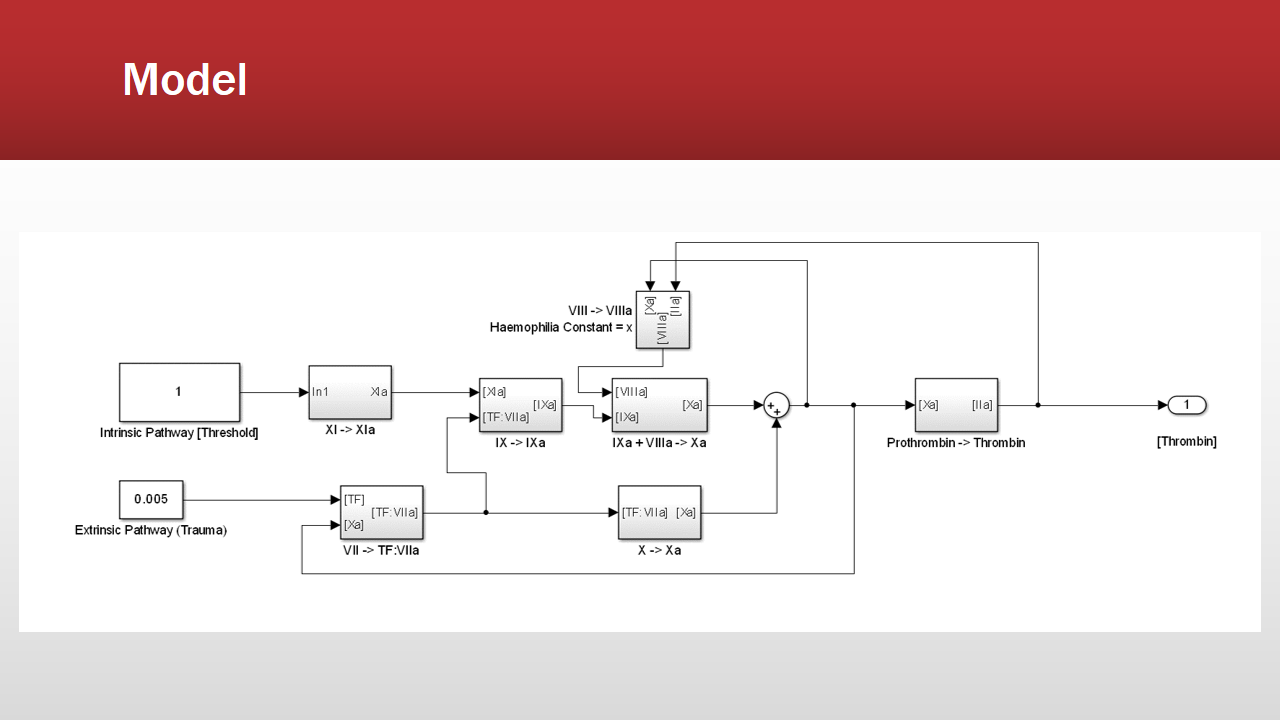 Model
[Xa]
[IIa]
[VIIIa]
VIII -> VIIIa
Haemophilia Constant = x
1
Intrinsic Pathway [Threshold]
In1
XIa
XI -> XIa
[XIa]
[TF:VIIa]
[IXa]
IX -> IXa
[VIIIa]
[IXa]
[Xa]
IXa + VIIIa -> Xa
+
+
[Xa]
[IIa]
Prothrombin -> Thrombin
1
[Thrombin]
0.005
Extrinsic Pathway (Trauma)
[TF]
[Xa]
[TF:VIIa]
VII -> TF:VIIa
[TF:VIIa]
[Xa]
X -> Xa